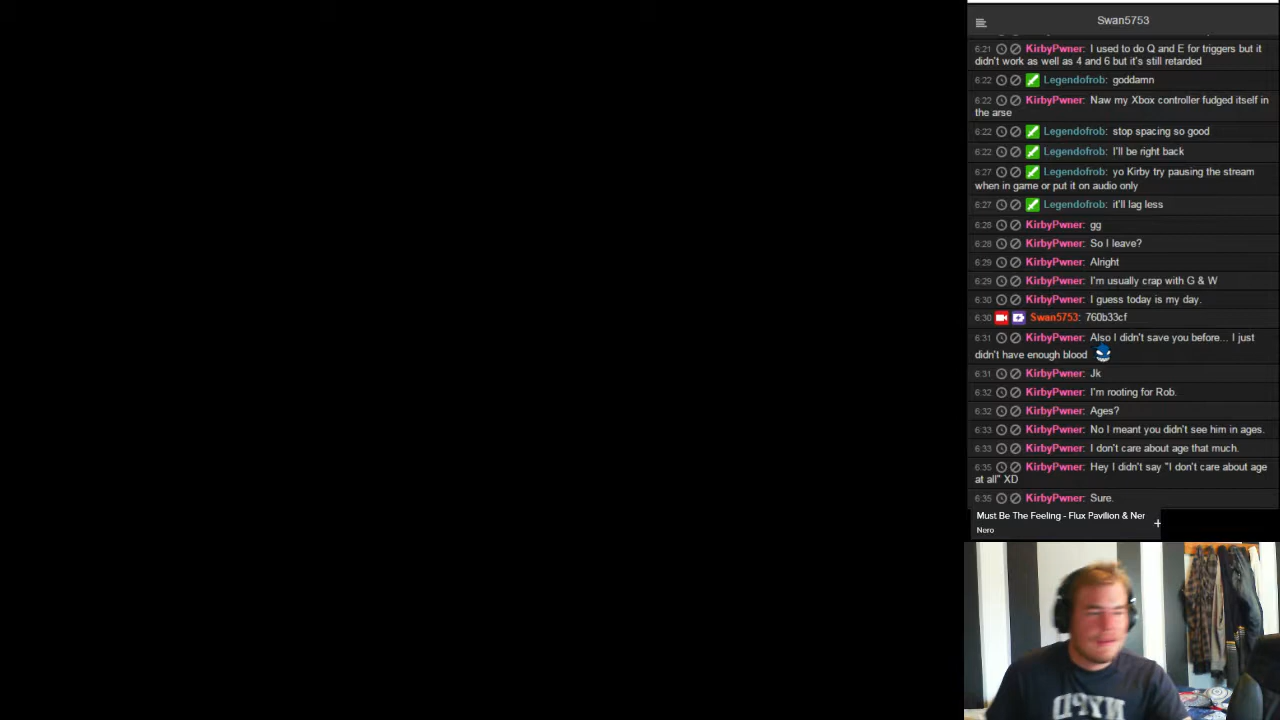 Swan5753
6:21 KirbyPwner: I used to do Q and E for triggers but it
didn't work as well as 4 and 6 but it's still retarded
6:22 Legendofrob: goddamn
6:22 KirbyPwner: Naw my Xbox controller fudged itself in
the arse
6:22 Legendofrob: stop spacing so good
6:22 Legendofrob: I'll be right back
6:27 Legendofrob: yo Kirby try pausing the stream
when in game or put it on audio only
6:27 Legendofrob: it'll lag less
6:28 KirbyPwner: gg
6:28 KirbyPwner: So I leave?
6:29 KirbyPwner: Alright
6:29 KirbyPwner: I'm usually crap with G & W
6:30 KirbyPwner: I guess today is my day.
6:30 Swan5753: 760b33cf
6:31 KirbyPwner: Also I didn't save you before... I just
didn't have enough blood
6:31 KirbyPwner: Jk
6:32 KirbyPwner: I'm rooting for Rob.
6:32 KirbyPwner: Ages?
6:33 KirbyPwner: No I meant you didn't see him in ages.
6:33 KirbyPwner: I don't care about age that much.
6:35 KirbyPwner: Hey I didn't say "I don't care about age
at all" XD
6:35 KirbyPwner: Sure.
Must Be The Feeling - Flux Pavilion & Ner
Nero